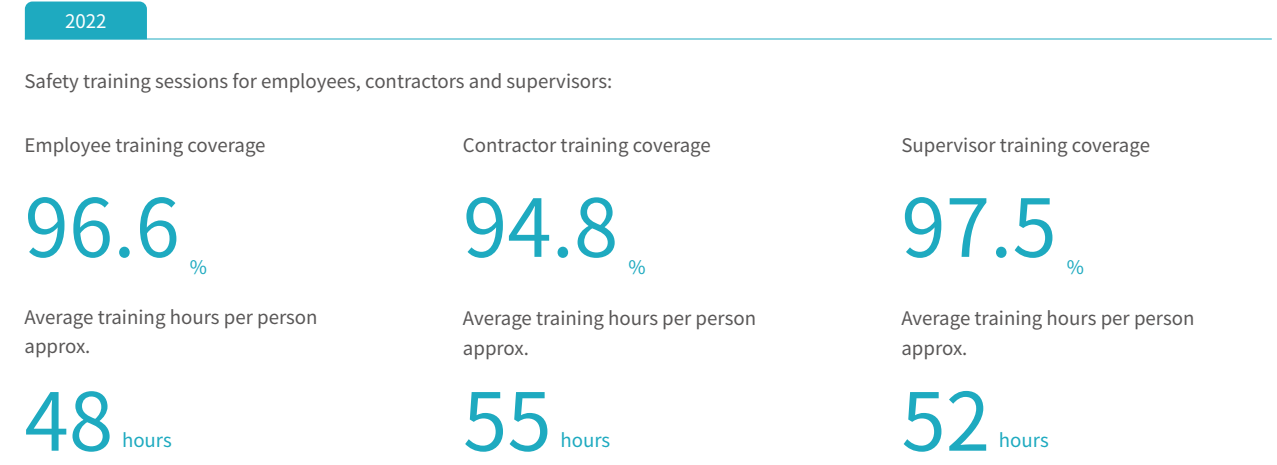 2022
Safety training sessions for employees, contractors and supervisors:
Employee training coverage
96.6 %
Average training hours per person
approx.
48 hours
Contractor training coverage
94.8 %
Average training hours per person
approx.
55 hours
Supervisor training coverage
97.5 %
Average training hours per person
approx.
52 hours